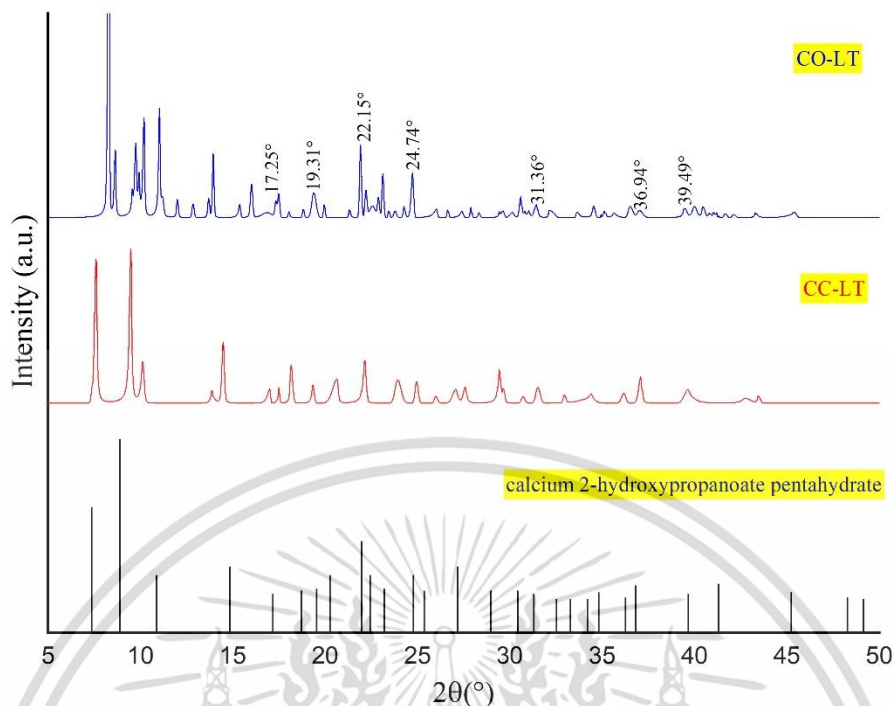 CO-LT
17.25°
19.31°
22.15°
24.74°
31.36°
36.94°
39.49°
CC-LT
Intensity (a.u.)
calcium 2-hydroxypropanoate pentahydrate
5 10 15 20 25 30 35 40 45 50
2θ(°)